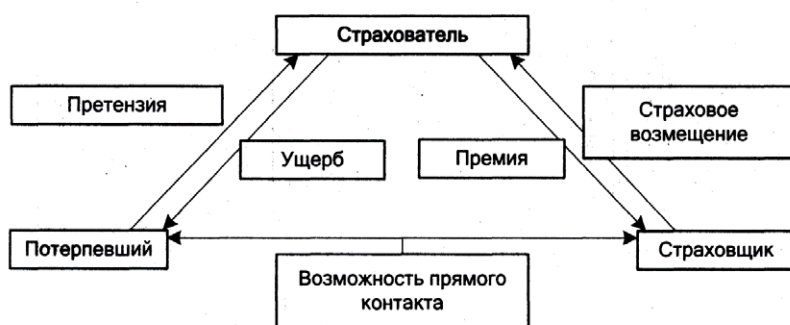 Страхователь
Претензия
Страховое
возмещение
Ущерб
Премия
Потерпевший
Страховщик
Возможность прямого
контакта